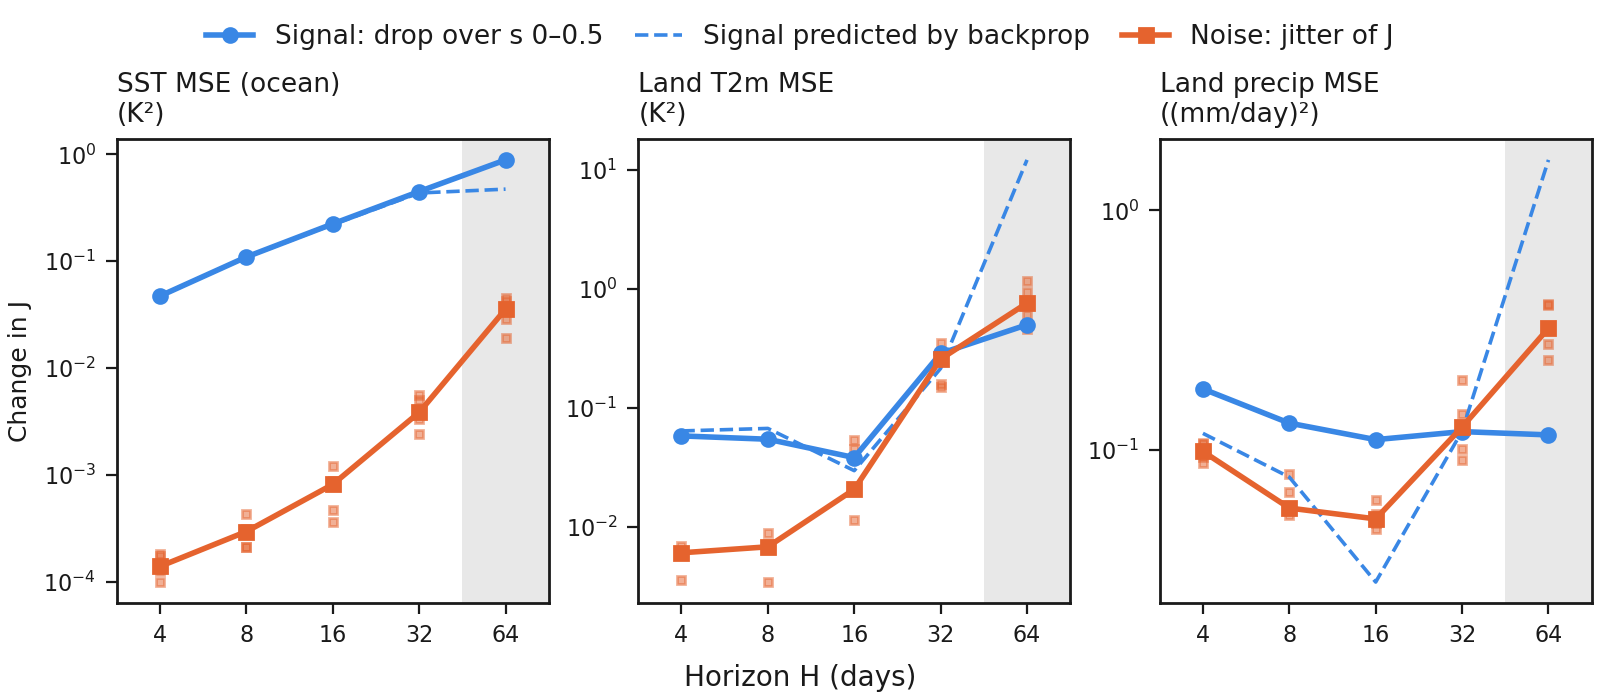 Signal: drop over s 0–0.5
Signal predicted by backprop
Noise: jitter of J
SST MSE (ocean)
(K²)
Land T2m MSE
(K²)
Land precip MSE
((mm/day)²)
Change in J
10⁰
10⁻¹
10⁻²
10⁻³
10⁻⁴
4 8 16 32 64
10¹
10⁰
10⁻¹
10⁻²
4 8 16 32 64
10⁰
10⁻¹
4 8 16 32 64
Horizon H (days)